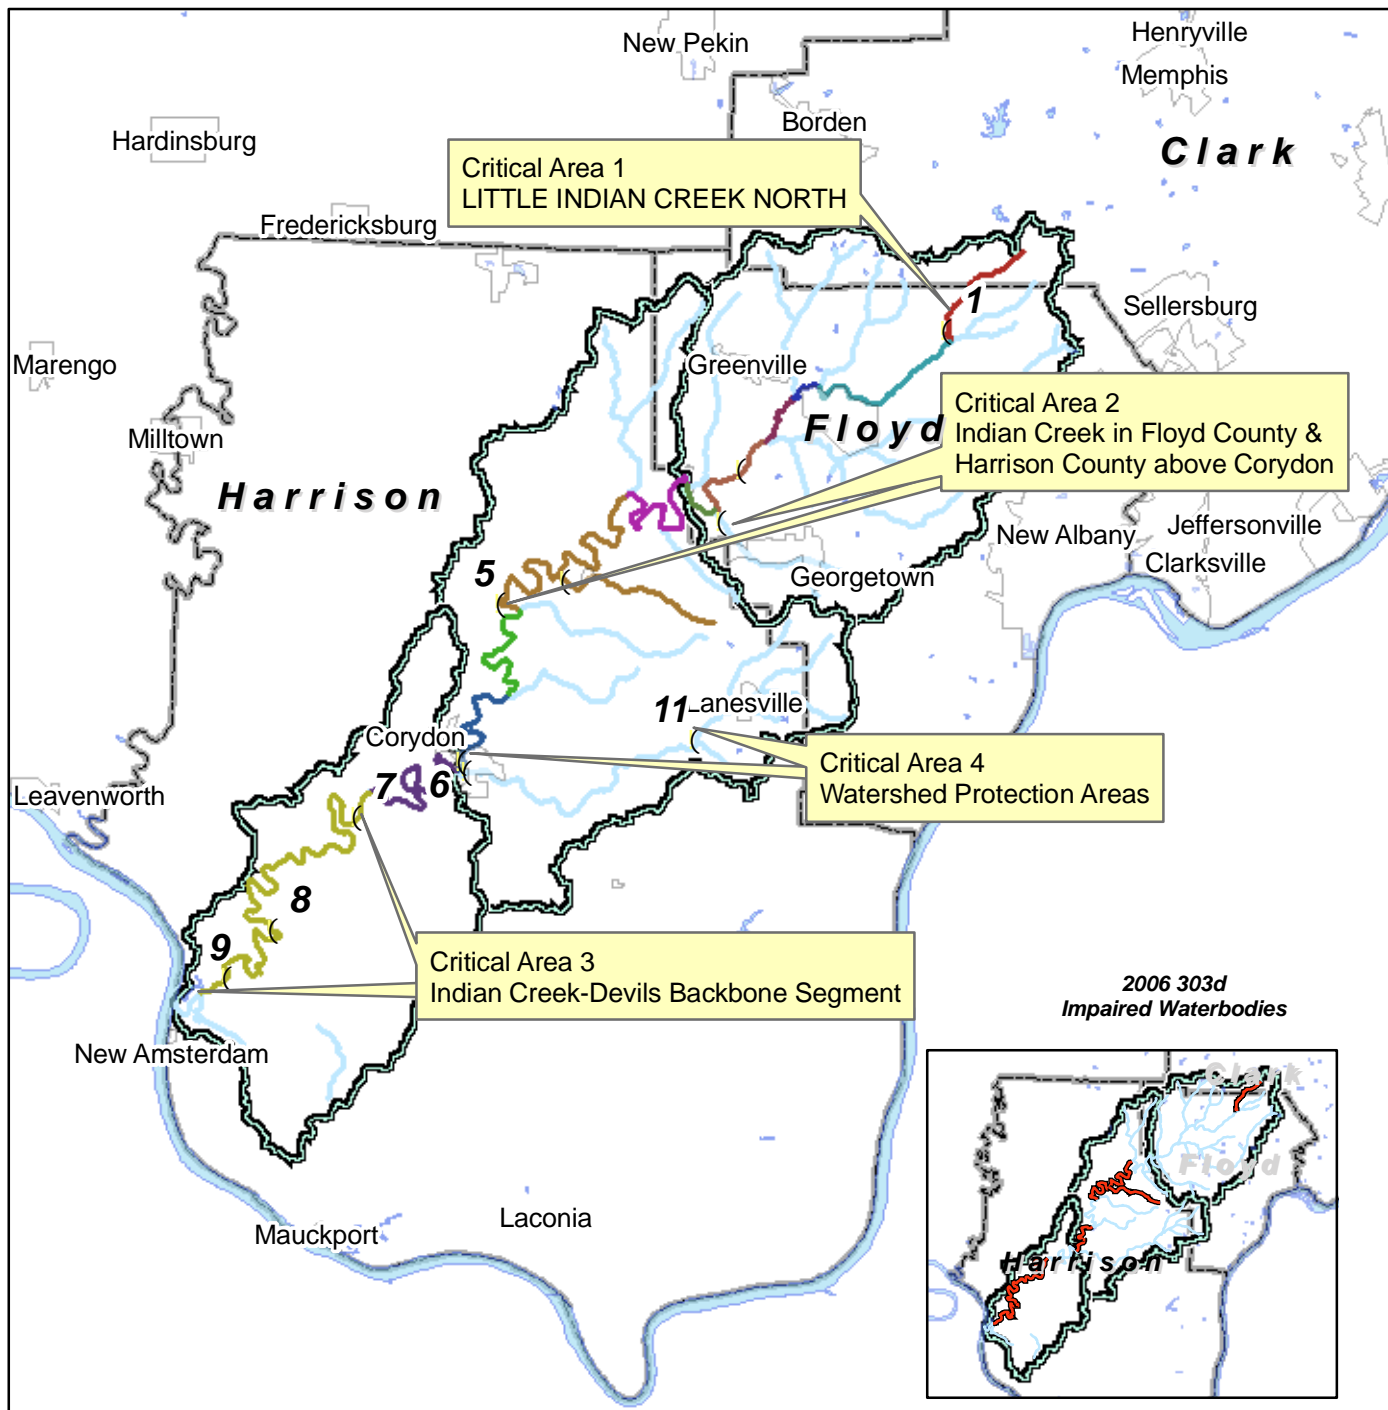 New Pekin
Henryville
Memphis
Hardinsburg
Borden
Clark
Critical Area 1
LITTLE INDIAN CREEK NORTH
Fredericksburg
1
Sellersburg
Marengo
Greenville
Critical Area 2
Indian Creek in Floyd County &
Harrison County above Corydon
Floyd
Milltown
Harrison
New Albany
Jeffersonville
Clarksville
5
Georgetown
11
Lanesville
Corydon
Critical Area 4
Watershed Protection Areas
7
6
Leavenworth
8
9
Critical Area 3
Indian Creek-Devils Backbone Segment
2006 303d
Impaired Waterbodies
New Amsterdam
Clark
Floyd
Harrison
Laconia
Mauckport